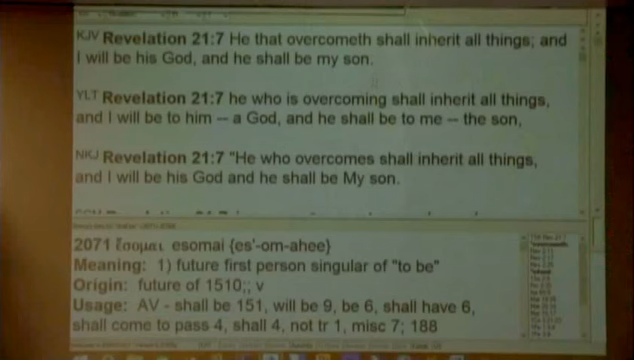 KJV Revelation 21:7 He that overcometh shall inherit all things; and
I will be his God, and he shall be my son.
YLT Revelation 21:7 he who is overcoming shall inherit all things,
and I will be to him -- a God, and he shall be to me -- the son,
NKJ Revelation 21:7 "He who overcomes shall inherit all things,
and I will be his God and he shall be My son.
2071 ἔσομαι esomai {es'-om-ahee}
Meaning: 1) future first person singular of "to be"
Origin: future of 1510;; v
Usage: AV - shall be 151, will be 9, be 6, shall have 6,
shall come to pass 4, shall 4, not tr 1, misc 7; 188